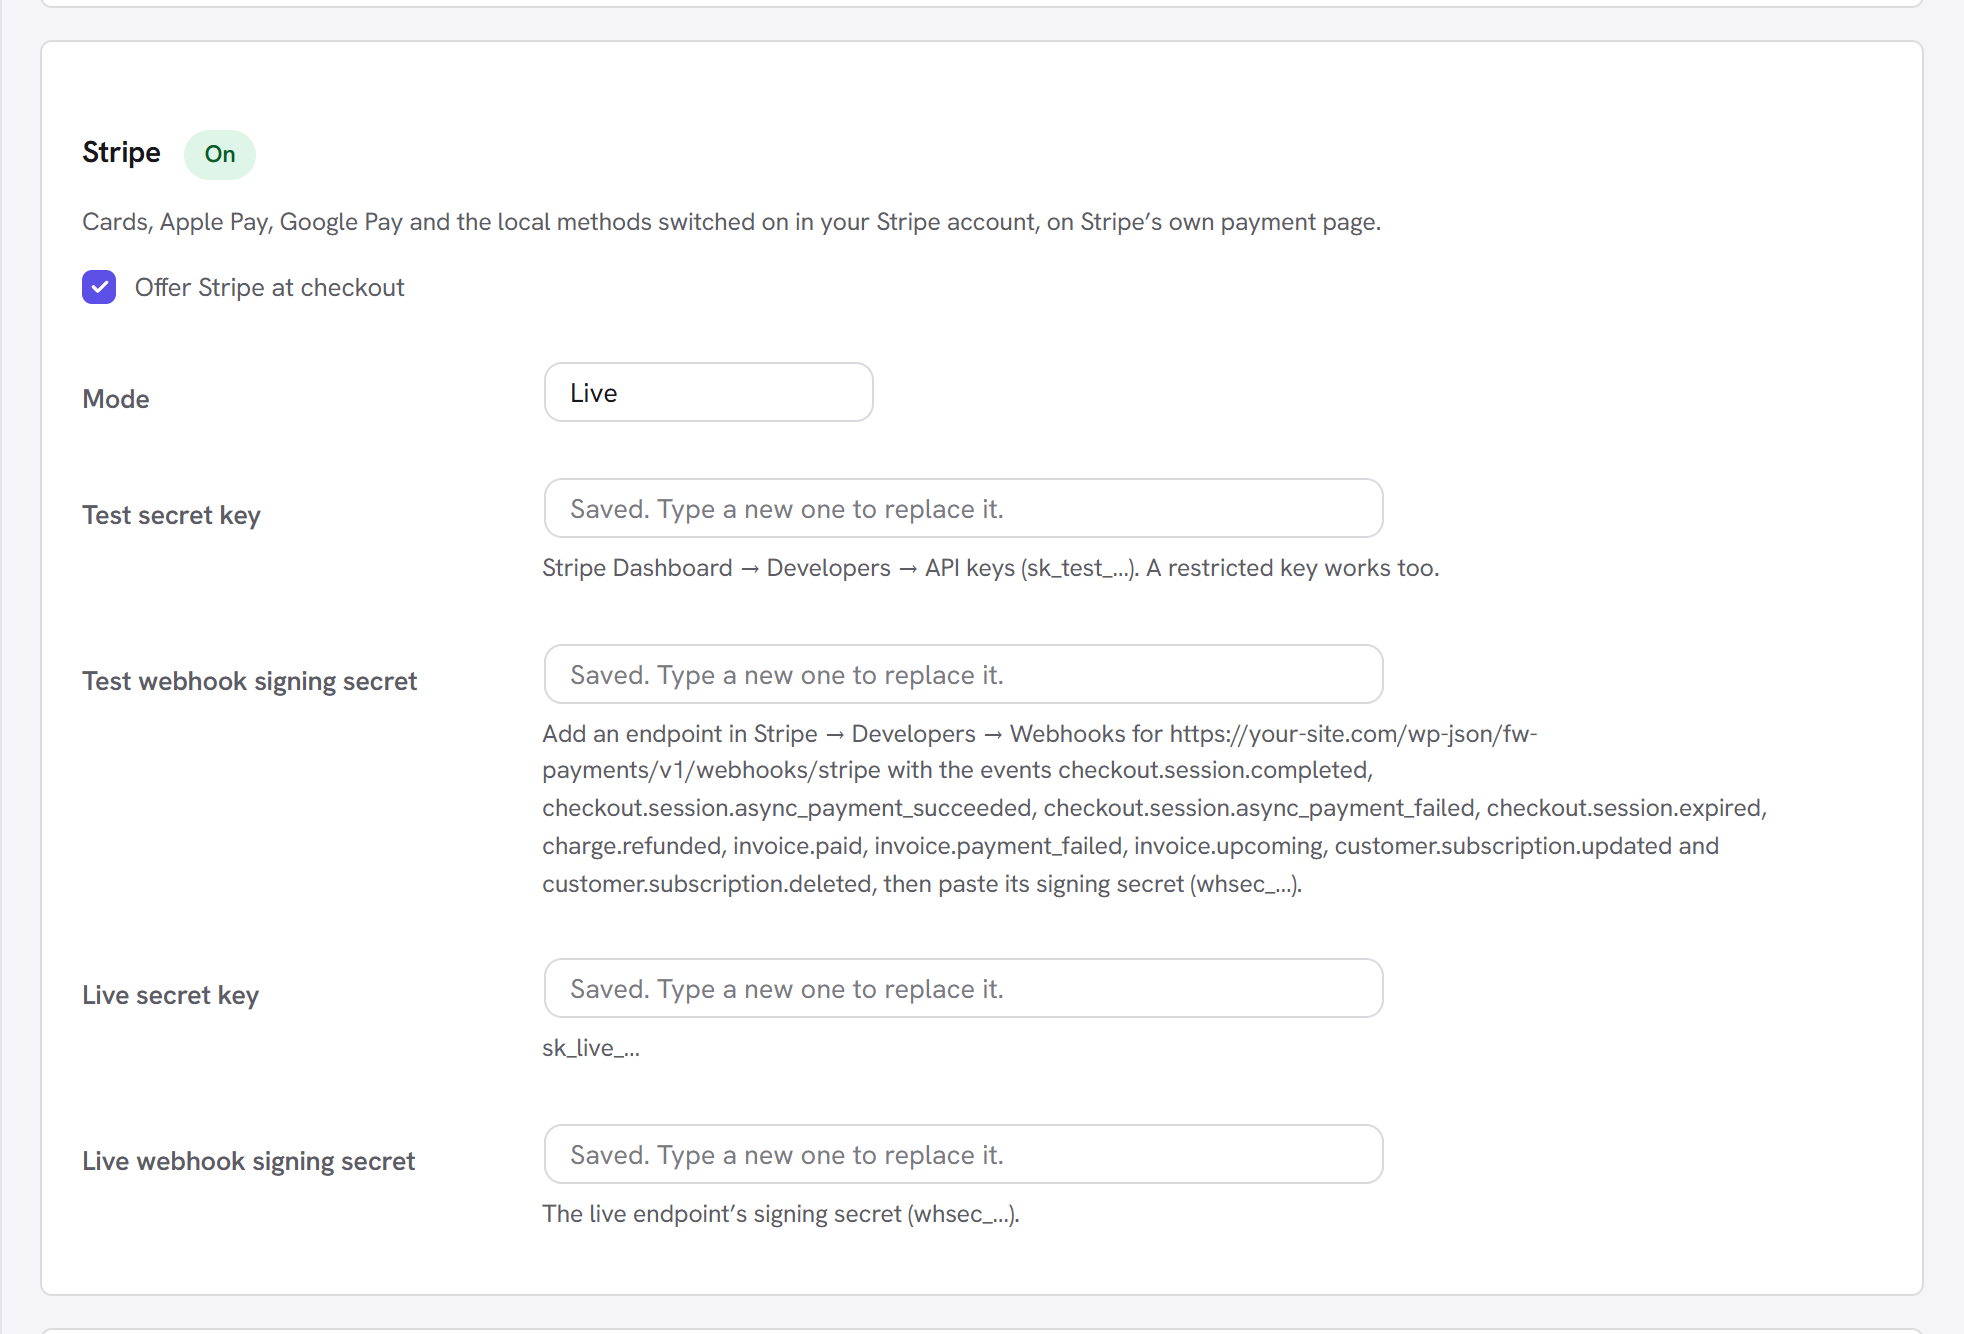 Stripe On
Cards, Apple Pay, Google Pay and the local methods switched on in your Stripe account, on Stripe’s own payment page.
Offer Stripe at checkout
Mode
Live
Test secret key
Saved. Type a new one to replace it.
Stripe Dashboard → Developers → API keys (sk_test_…). A restricted key works too.
Test webhook signing secret
Saved. Type a new one to replace it.
Add an endpoint in Stripe → Developers → Webhooks for https://your-site.com/wp-json/fw-
payments/v1/webhooks/stripe with the events checkout.session.completed,
checkout.session.async_payment_succeeded, checkout.session.async_payment_failed, checkout.session.expired,
charge.refunded, invoice.paid, invoice.payment_failed, invoice.upcoming, customer.subscription.updated and
customer.subscription.deleted, then paste its signing secret (whsec_…).
Live secret key
Saved. Type a new one to replace it.
sk_live_…
Live webhook signing secret
Saved. Type a new one to replace it.
The live endpoint’s signing secret (whsec_…).